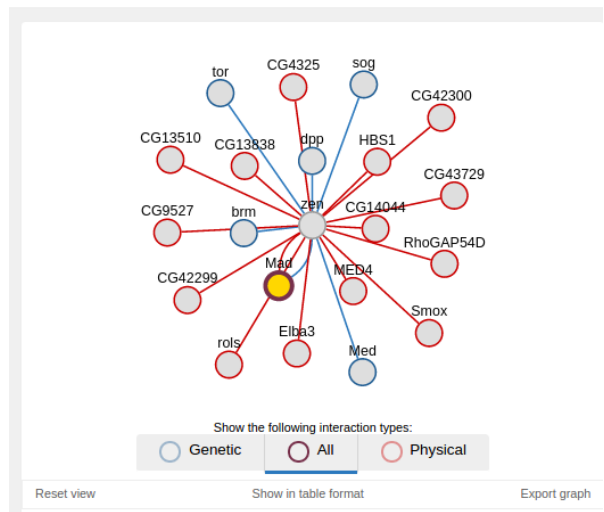 tor
CG4325
sog
CG42300
CG13510
CG13838
dpp
HBS1
CG43729
CG9527
brm
zen
CG14044
RhoGAP54D
CG42299
Mad
MED4
Smox
rols
Elba3
Med
Show the following interaction types:
Genetic All Physical
Reset view Show in table format Export graph